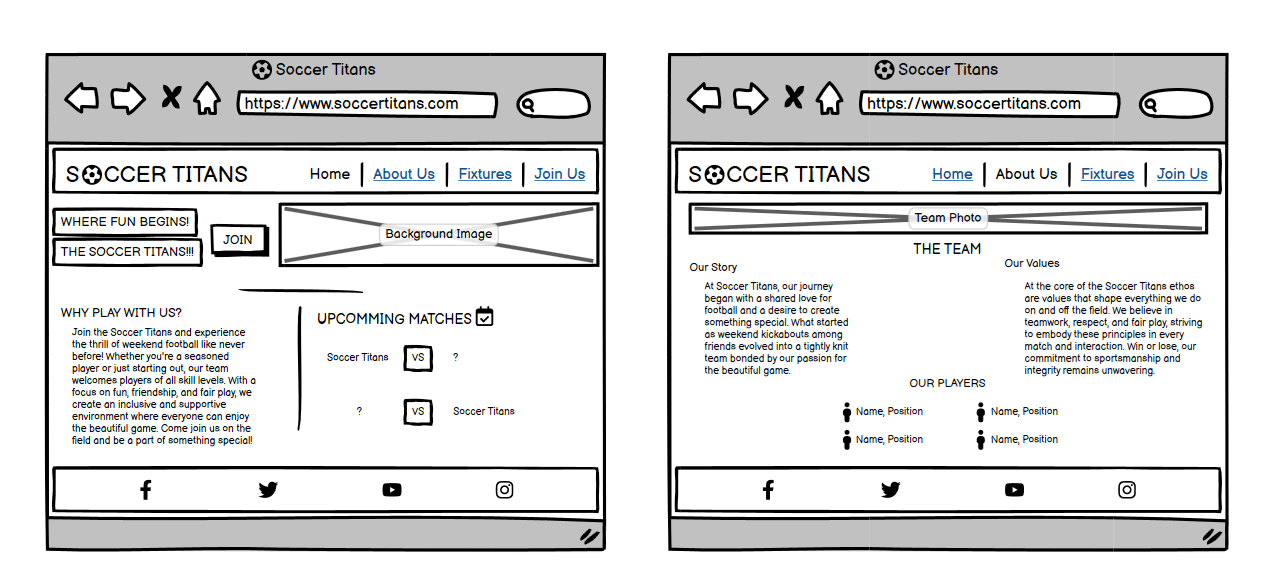 Soccer Titans
https://www.soccertitans.com
SOCCER TITANS
Home
About Us
Fixtures
Join Us
WHERE FUN BEGINS!
THE SOCCER TITANS!!!
JOIN
Background Image
WHY PLAY WITH US?
Join the Soccer Titans and experience
the thrill of weekend football like never
before! Whether you're a seasoned
player or just starting out, our team
welcomes players of all skill levels. With a
focus on fun, friendship, and fair play, we
create an inclusive and supportive
environment where everyone can enjoy
the beautiful game. Come join us on the
field and be a part of something special!
UPCOMMING MATCHES
Soccer Titans VS ?
? VS Soccer Titans
Soccer Titans
https://www.soccertitans.com
SOCCER TITANS
Home
About Us
Fixtures
Join Us
Team Photo
THE TEAM
Our Story
At Soccer Titans, our journey
began with a shared love for
football and a desire to create
something special. What started
as weekend kickabouts among
friends evolved into a tightly knit
team bonded by our passion for
the beautiful game.
Our Values
At the core of the Soccer Titans ethos
are values that shape everything we do
on and off the field. We believe in
teamwork, respect, and fair play, striving
to embody these principles in every
match and interaction. Win or lose, our
commitment to sportsmanship and
integrity remains unwavering.
OUR PLAYERS
Name, Position
Name, Position
Name, Position
Name, Position